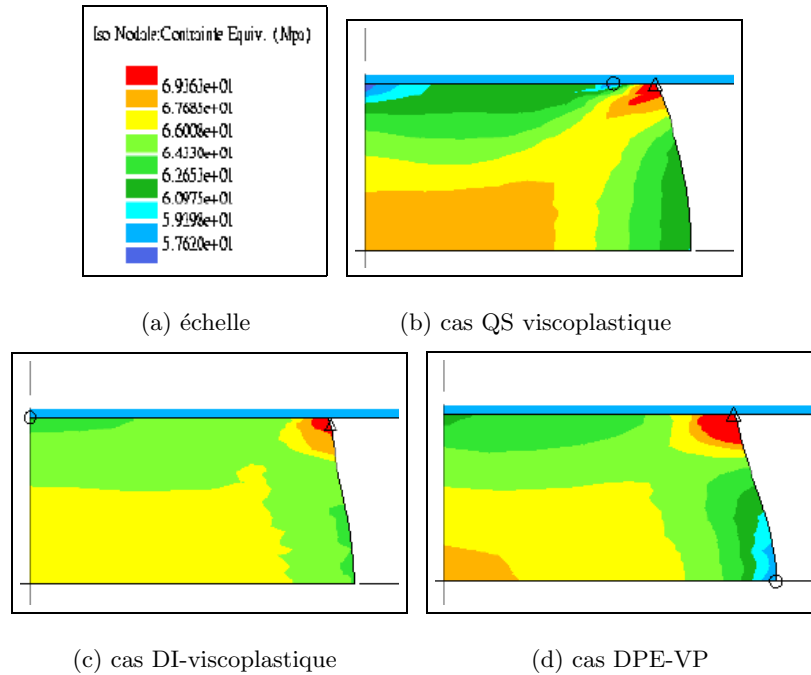 Iso Nodale:Contrainte Equiv. (Mpa)
6.9363e+01
6.7685e+01
6.6008e+01
6.4330e+01
6.2653e+01
6.0975e+01
5.9298e+01
5.7620e+01
(a) échelle
(b) cas QS viscoplastique
(c) cas DI-viscoplastique
(d) cas DPE-VP